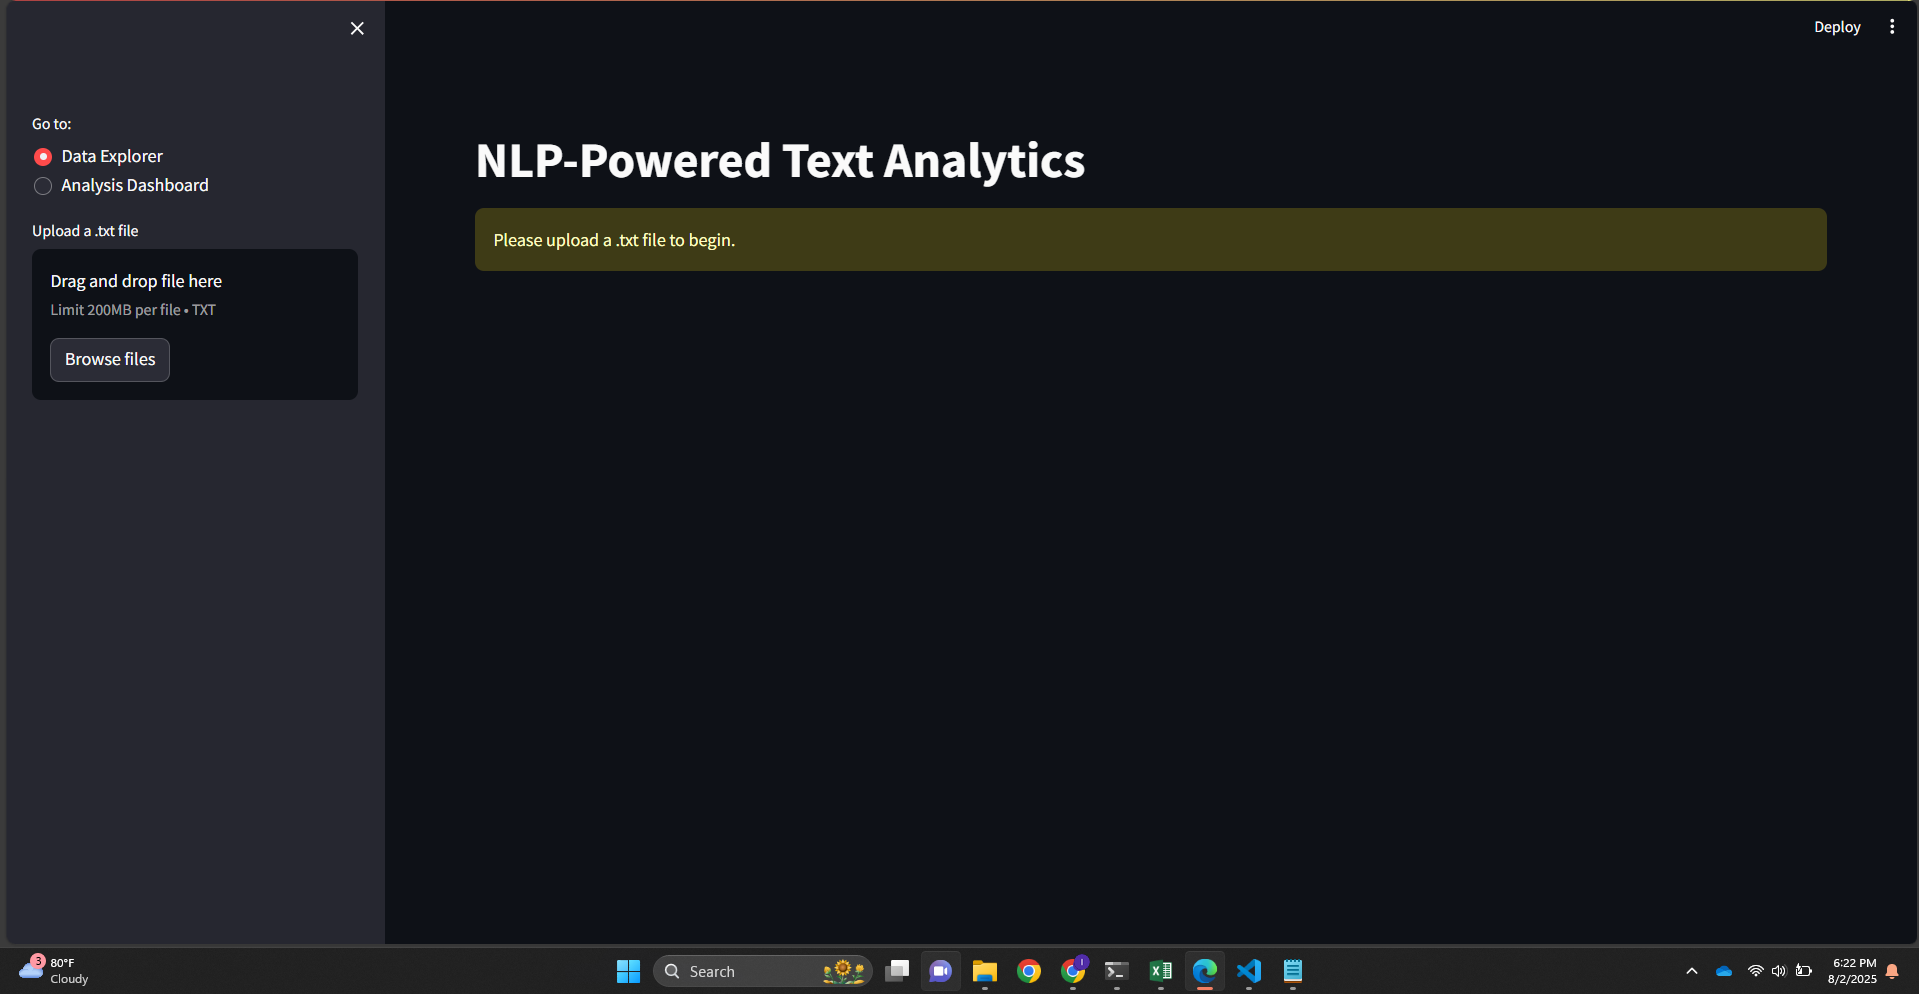 Deploy
Go to:
Data Explorer
Analysis Dashboard
Upload a .txt file
Drag and drop file here
Limit 200MB per file • TXT
Browse files
NLP-Powered Text Analytics
Please upload a .txt file to begin.
3
80°F
Cloudy
Search
6:22 PM
8/2/2025